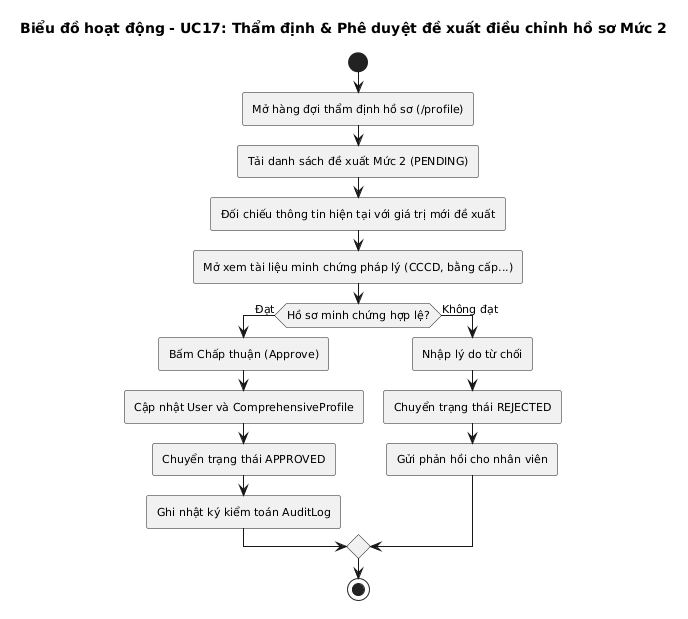 Biểu đồ hoạt động - UC17: Thẩm định & Phê duyệt đề xuất điều chỉnh hồ sơ Mức 2
Mở hàng đợi thẩm định hồ sơ (/profile)
Tải danh sách đề xuất Mức 2 (PENDING)
Đối chiếu thông tin hiện tại với giá trị mới đề xuất
Mở xem tài liệu minh chứng pháp lý (CCCD, bằng cấp...)
Hồ sơ minh chứng hợp lệ?
Đạt
Không đạt
Bấm Chấp thuận (Approve)
Nhập lý do từ chối
Cập nhật User và ComprehensiveProfile
Chuyển trạng thái REJECTED
Chuyển trạng thái APPROVED
Gửi phản hồi cho nhân viên
Ghi nhật ký kiểm toán AuditLog